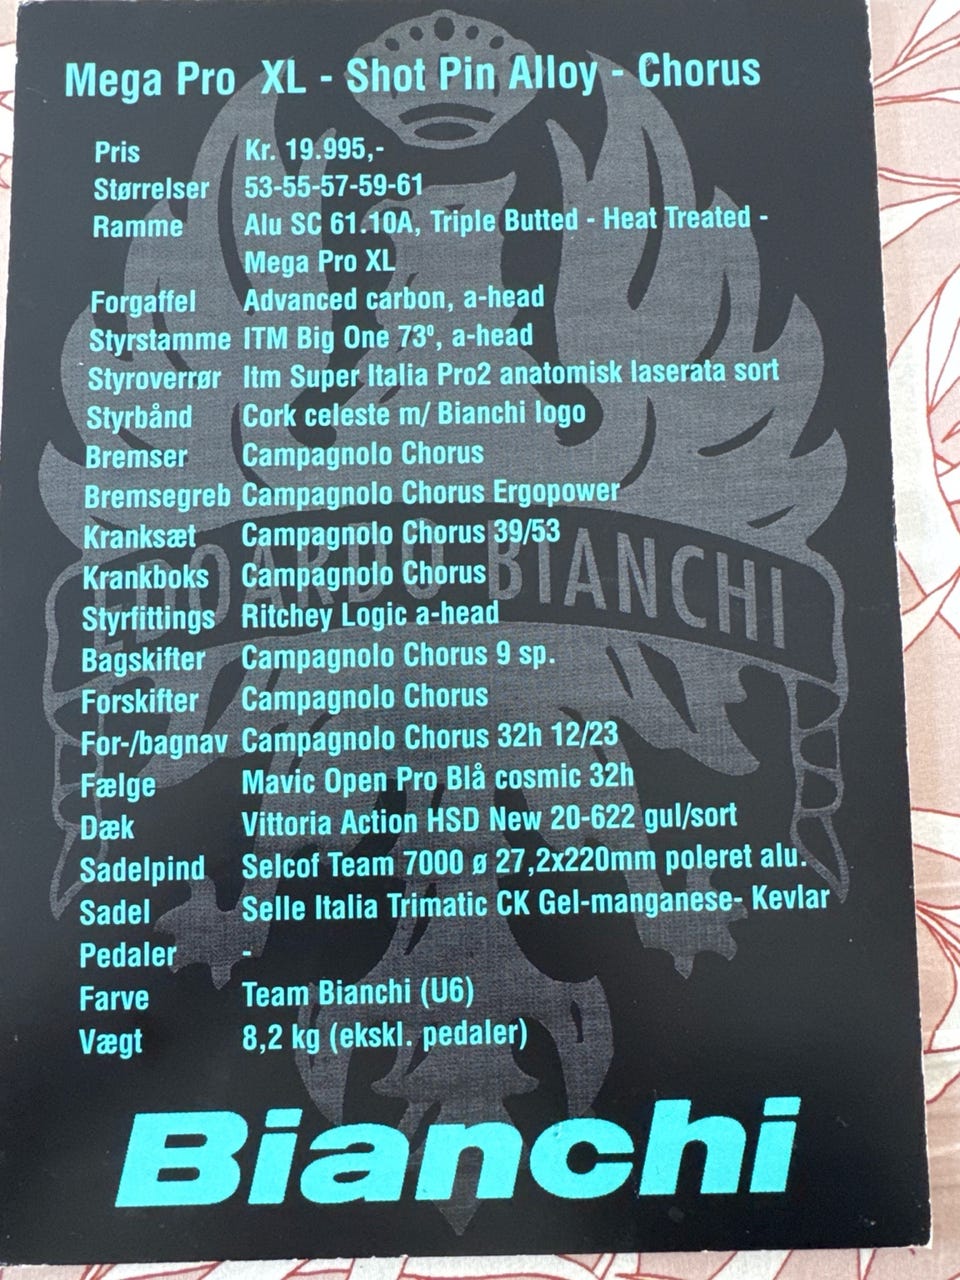 Mega Pro XL - Shot Pin Alloy - Chorus
Pris Kr. 19.995,-
Størrelser 53-55-57-59-61
Ramme Alu SC 61.10A, Triple Butted - Heat Treated -
Mega Pro XL
Forgaffel Advanced carbon, a-head
Styrstamme ITM Big One 73º, a-head
Styroverrør Itm Super Italia Pro2 anatomisk laserata sort
Styrbånd Cork celeste m/ Bianchi logo
Bremser Campagnolo Chorus
Bremsegreb Campagnolo Chorus Ergopower
Kranksæt Campagnolo Chorus 39/53
Krankboks Campagnolo Chorus
EDOARDO BIANCHI
Styrfittings Ritchey Logic a-head
Bagskifter Campagnolo Chorus 9 sp.
Forskifter Campagnolo Chorus
For-/bagnav Campagnolo Chorus 32h 12/23
Fælge Mavic Open Pro Blå cosmic 32h
Dæk Vittoria Action HSD New 20-622 gul/sort
Sadelpind Selcof Team 7000 ø 27,2x220mm poleret alu.
Sadel Selle Italia Trimatic CK Gel-manganese- Kevlar
Pedaler -
Farve Team Bianchi (U6)
Vægt 8,2 kg (ekskl. pedaler)
Bianchi